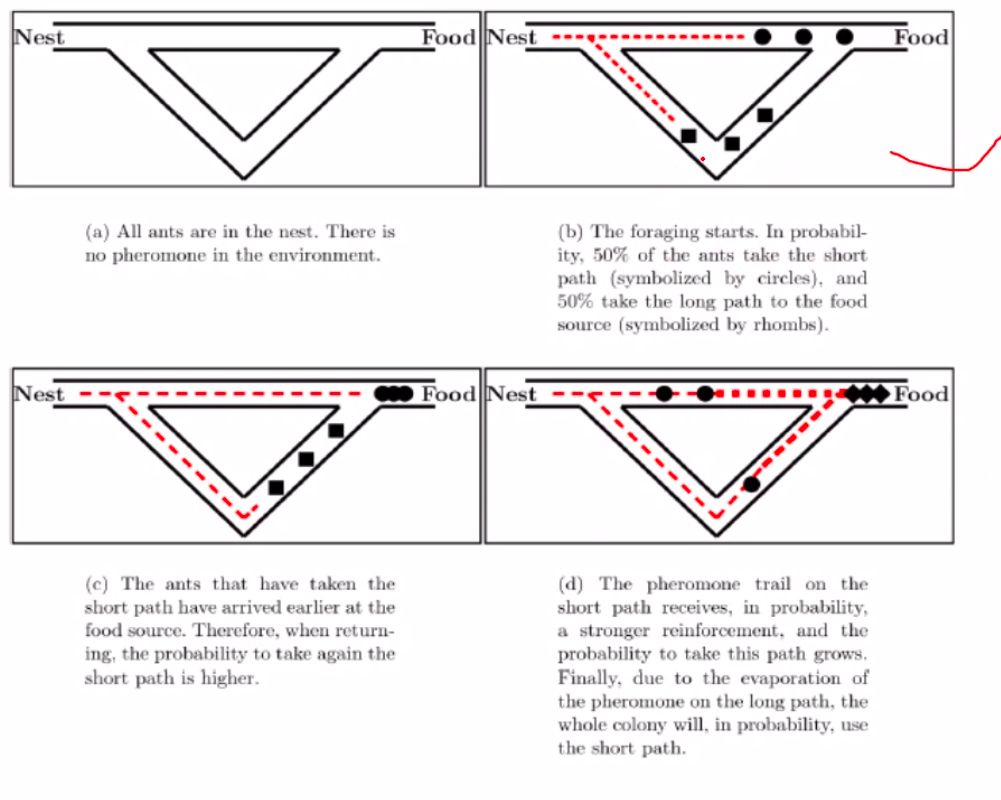 Nest Food
Nest Food
(a) All ants are in the nest. There is
no pheromone in the environment.
(b) The foraging starts. In probabil-
ity, 50% of the ants take the short
path (symbolized by circles), and
50% take the long path to the food
source (symbolized by rhombs).
Nest Food
Nest Food
(c) The ants that have taken the
short path have arrived earlier at the
food source. Therefore, when return-
ing, the probability to take again the
short path is higher.
(d) The pheromone trail on the
short path receives, in probability,
a stronger reinforcement, and the
probability to take this path grows.
Finally, due to the evaporation of
the pheromone on the long path, the
whole colony will, in probability, use
the short path.